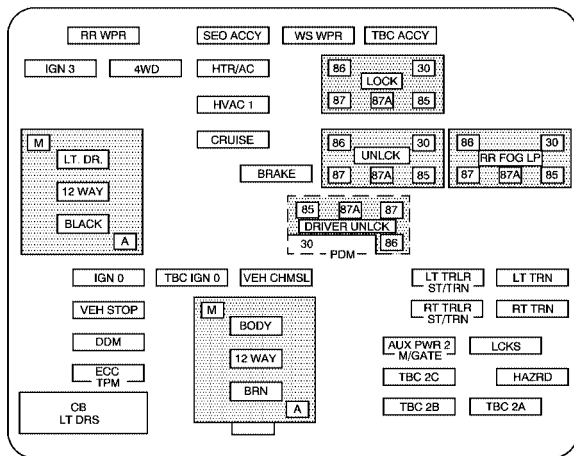 RR WPR
SEO ACCY
WS WPR
TBC ACCY
IGN 3
4WD
HTR/AC
86
30
LOCK
87
87A
85
HVAC 1
CRUISE
M
LT. DR.
12 WAY
BLACK
A
BRAKE
86
30
UNLCK
87
87A
85
86
30
RR FOG LP
87
87A
85
85
87A
87
DRIVER UNLCK
30
86
PDM
IGN 0
TBC IGN 0
VEH CHMSL
LT TRLR
ST/TRN
LT TRN
VEH STOP
M
BODY
12 WAY
BRN
A
RT TRLR
ST/TRN
RT TRN
DDM
AUX PWR 2
M/GATE
LCKS
ECC
TPM
TBC 2C
HAZRD
CB
LT DRS
TBC 2B
TBC 2A